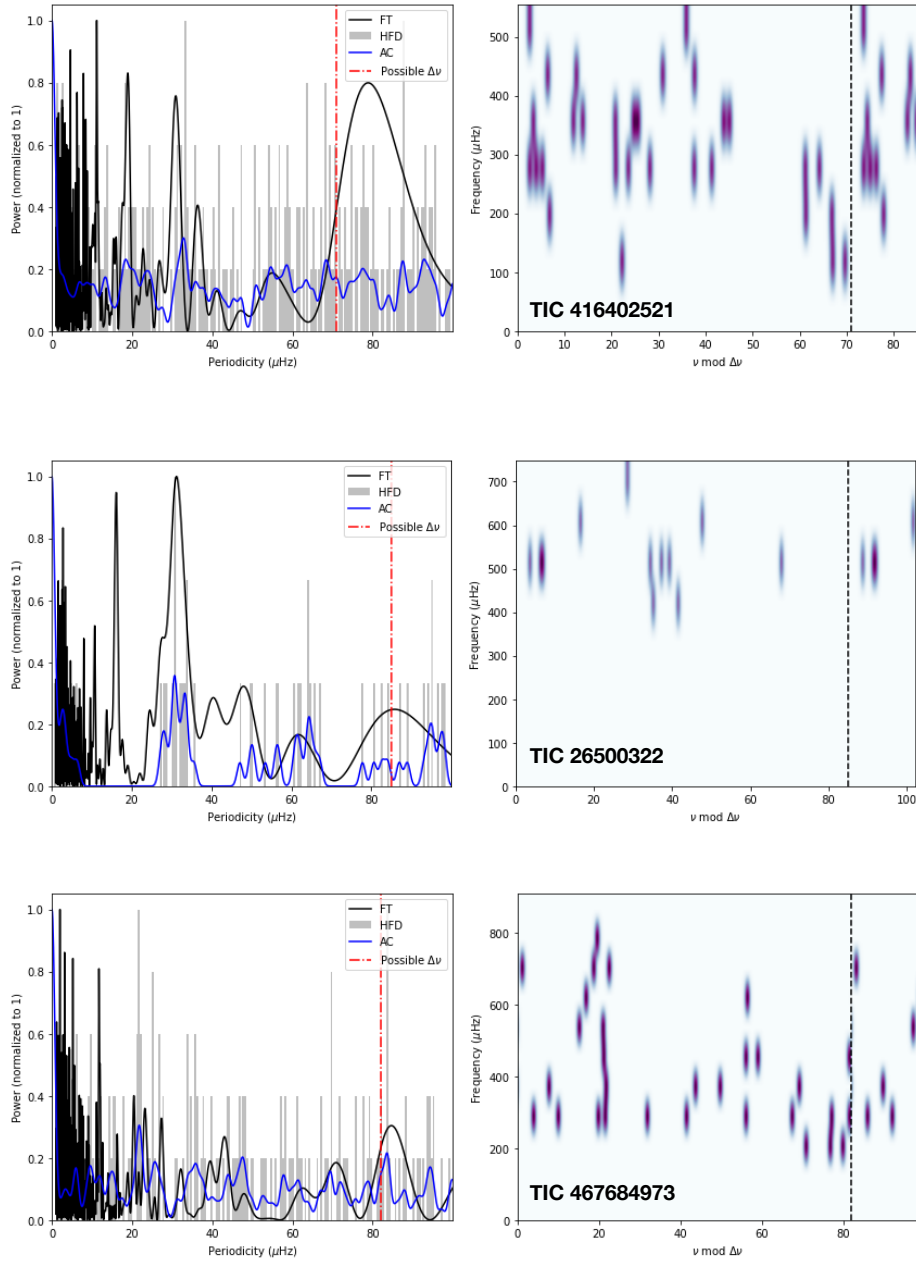 1.0
0.8
0.6
0.4
0.2
0.0
0 20 40 60 80
Power (normalized to 1)
Periodicity (μHz)
FT
HFD
AC
Possible Δν
500
400
300
200
100
0
0 10 20 30 40 50 60 70 80
Frequency (μHz)
ν mod Δν
TIC 416402521
1.0
0.8
0.6
0.4
0.2
0.0
0 20 40 60 80
Power (normalized to 1)
Periodicity (μHz)
FT
HFD
AC
Possible Δν
700
600
500
400
300
200
100
0
0 20 40 60 80 100
Frequency (μHz)
ν mod Δν
TIC 26500322
1.0
0.8
0.6
0.4
0.2
0.0
0 20 40 60 80
Power (normalized to 1)
Periodicity (μHz)
FT
HFD
AC
Possible Δν
800
600
400
200
0
0 20 40 60 80
Frequency (μHz)
ν mod Δν
TIC 467684973